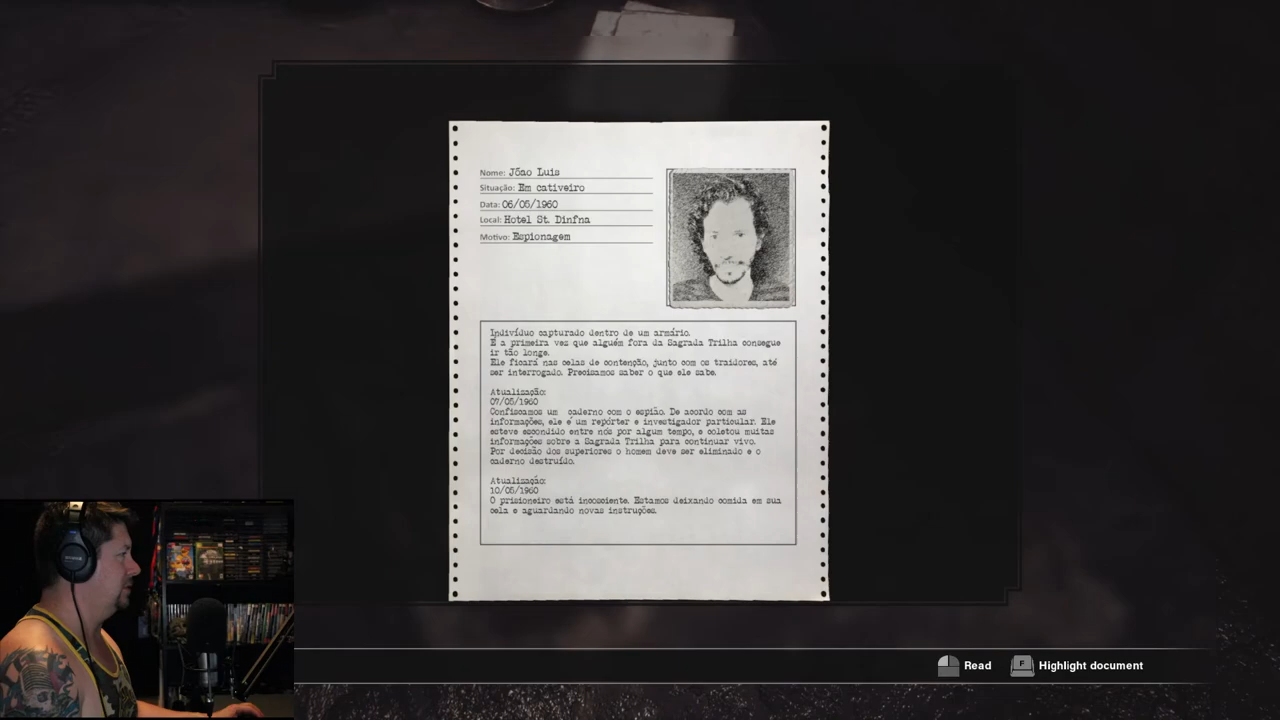 Nome: Jóao Luis
Situação: Em cativeiro
Data: 06/05/1960
Local: Hotel St. Dinfna
Motivo: Espionagem
Indivíduo capturado dentro de um armário.
É a primeira vez que alguém fora da Sagrada Trilha consegue
ir tão longe.
Ele ficará nas celas de contenção, junto com os traidores, até
ser interrogado. Precisamos saber o que ele sabe.
Atualização:
07/05/1960
Confiscamos um caderno com o espião. De acordo com as
informações, ele é um repórter e investigador particular. Ele
esteve escondido entre nós por algum tempo, e coletou muitas
informações sobre a Sagrada Trilha para continuar vivo.
Por decisão dos superiores o homem deve ser eliminado e o
caderno destruído.
Atualização:
10/05/1960
O prisioneiro está incosciente. Estamos deixando comida em sua
cela e aguardando novas instruções.
Read
F
Highlight document